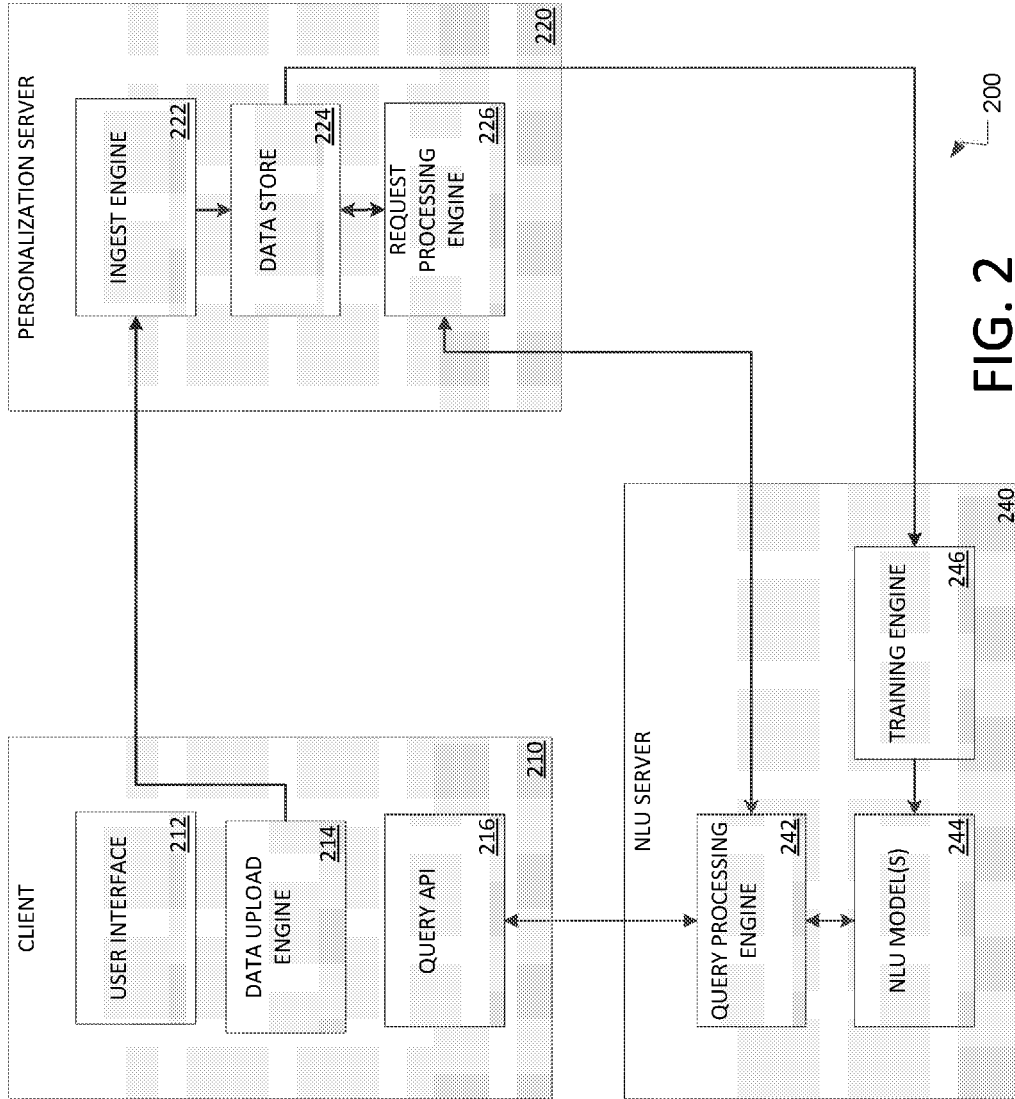 CLIENT
USER INTERFACE
212
DATA UPLOAD
ENGINE
214
QUERY API
216
210
PERSONALIZATION SERVER
INGEST ENGINE
222
DATA STORE
224
REQUEST
PROCESSING
ENGINE
226
220
NLU SERVER
QUERY PROCESSING
ENGINE
242
NLU MODEL(S)
244
TRAINING ENGINE
246
240
200
FIG. 2